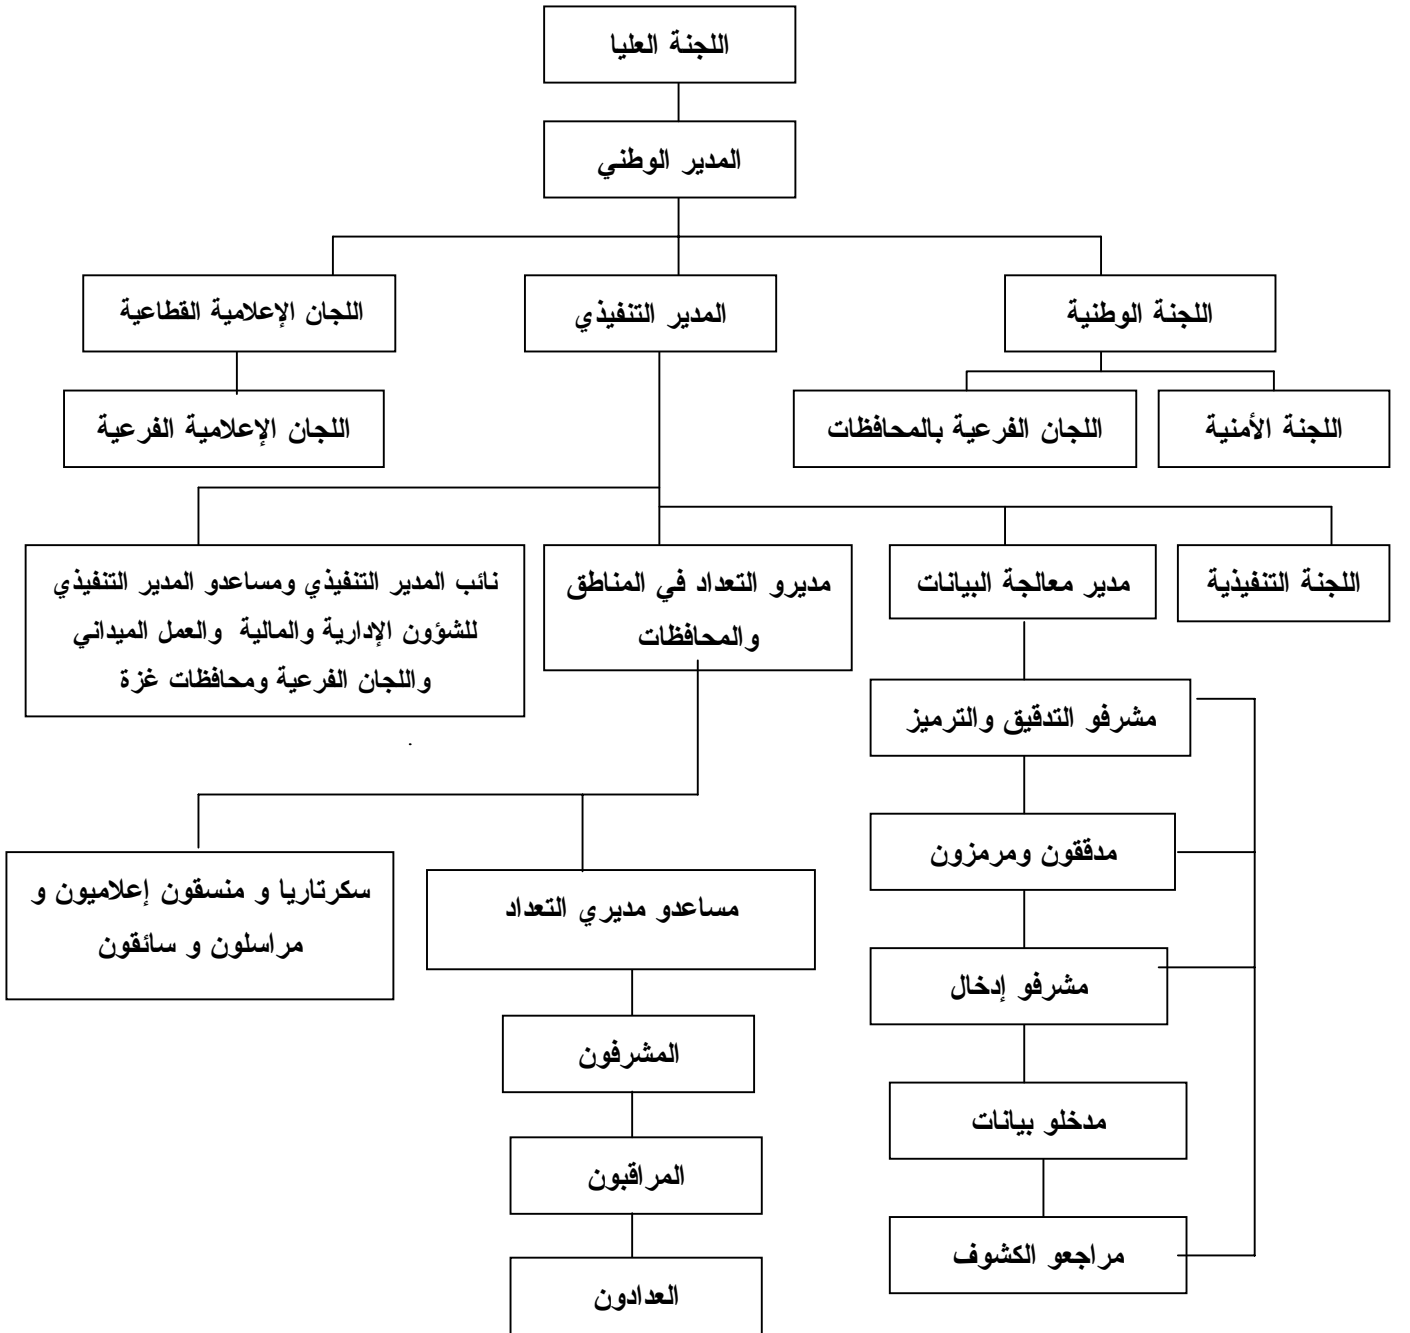 اللجنة العليا
المدير الوطني
اللجنة الوطنية
المدير التنفيذي
اللجان الإعلامية القطاعية
اللجنة الأمنية
اللجان الفرعية بالمحافظات
اللجان الإعلامية الفرعية
اللجنة التنفيذية
مدير معالجة البيانات
مديرو التعداد في المناطق
والمحافظات
نائب المدير التنفيذي ومساعدو المدير التنفيذي
للشؤون الإدارية والمالية والعمل الميداني
واللجان الفرعية ومحافظات غزة
مشرفو التدقيق والترميز
مدققون ومرمزون
مشرفو إدخال
مدخلو بيانات
مراجعو الكشوف
مساعدو مديري التعداد
سكرتاريا و منسقون إعلاميون و
مراسلون و سائقون
المشرفون
المراقبون
العدادون